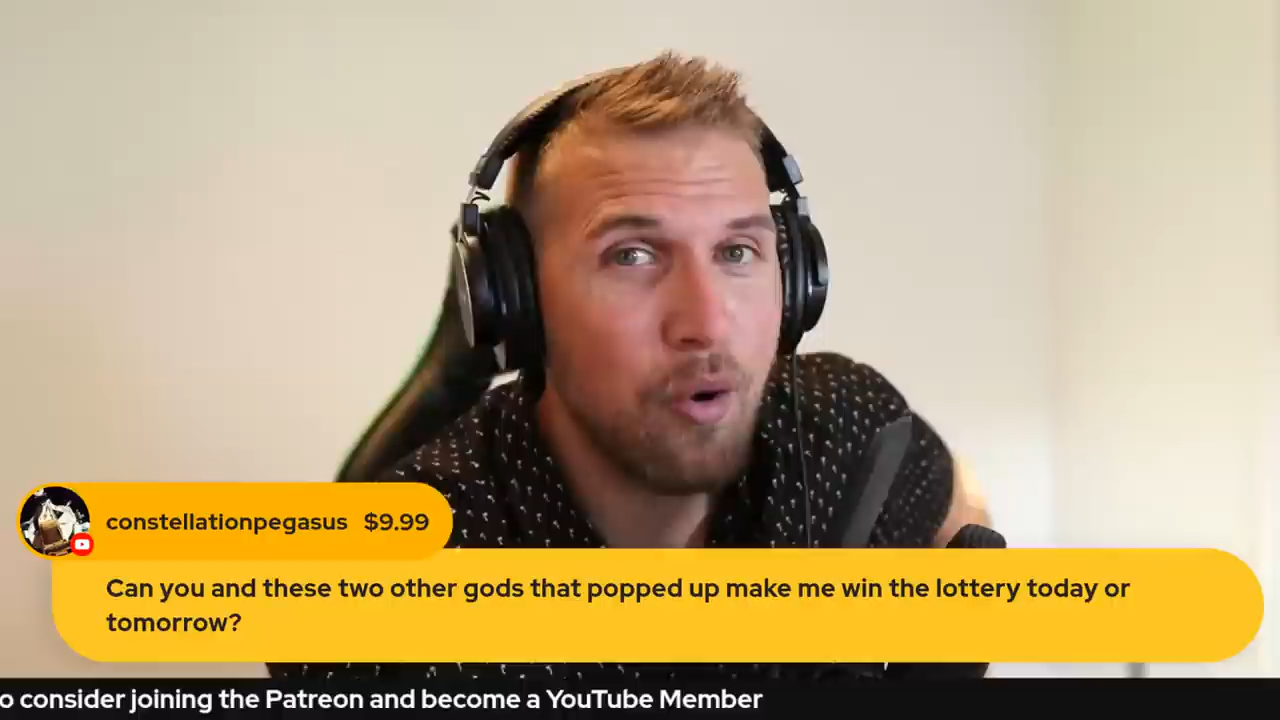 constellationpegasus $9.99
Can you and these two other gods that popped up make me win the lottery today or
tomorrow?
o consider joining the Patreon and become a YouTube Member